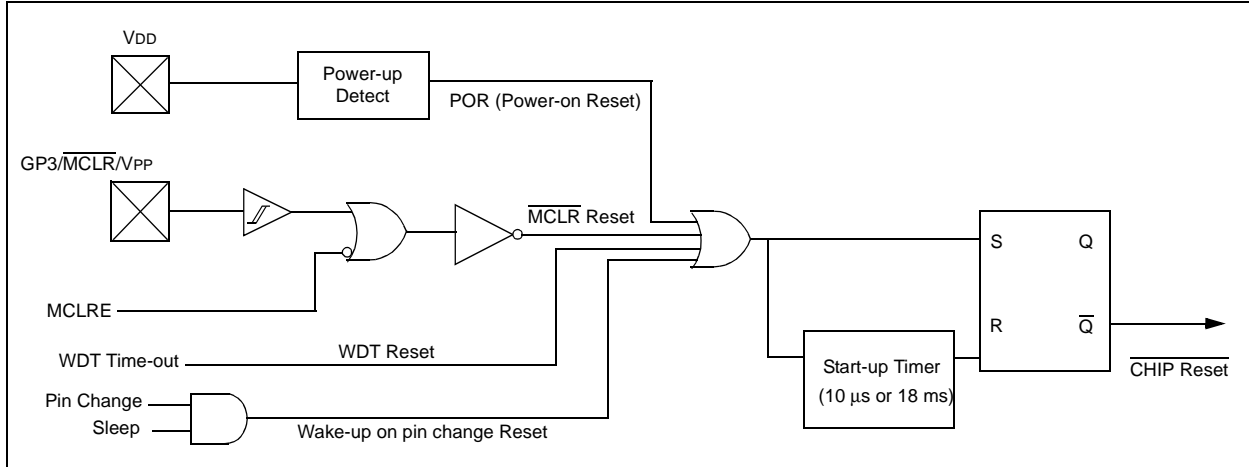 VDD
Power-up
Detect
POR (Power-on Reset)
GP3/MCLR/VPP
MCLR Reset
S
Q
MCLRE
R
Q
WDT Time-out
WDT Reset
Start-up Timer
(10 μs or 18 ms)
CHIP Reset
Pin Change
Sleep
Wake-up on pin change Reset